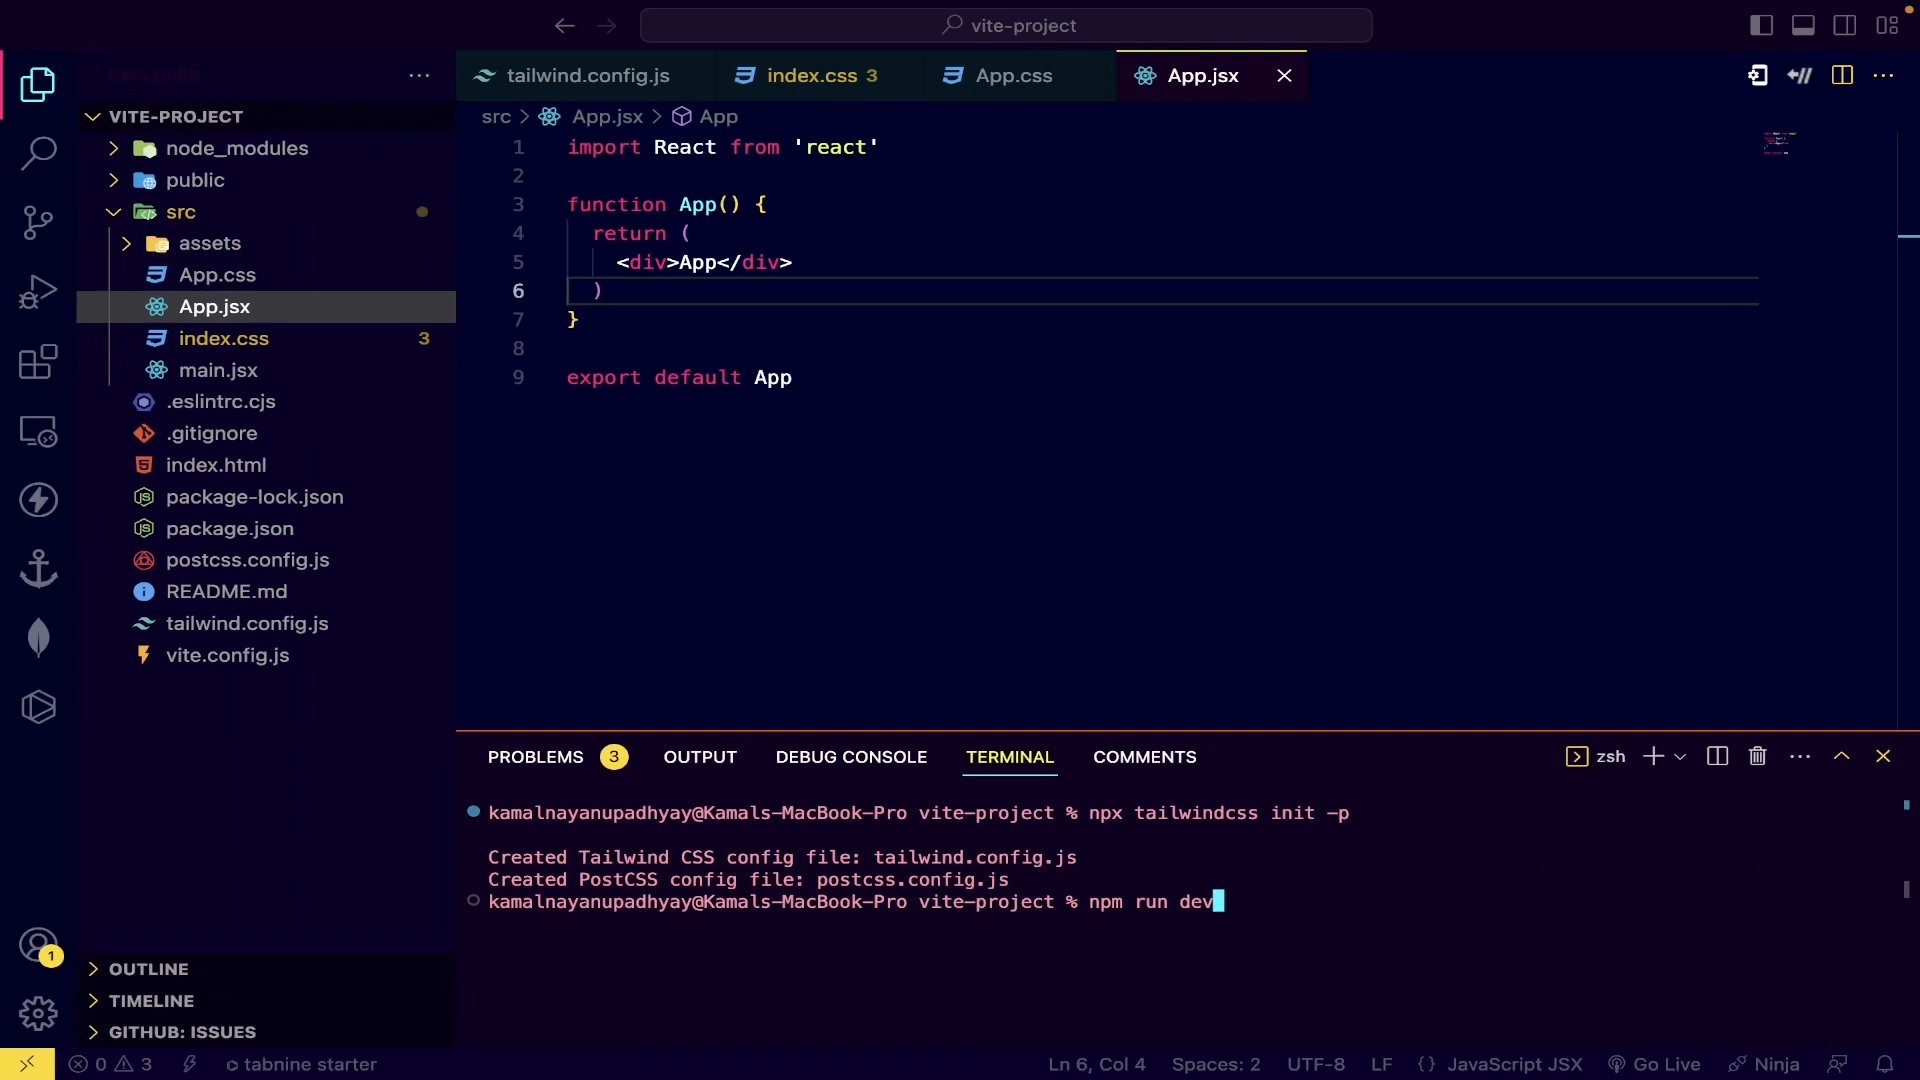 vite-project
EXPLORER
VITE-PROJECT
node_modules
public
src
assets
App.css
App.jsx
index.css 3
main.jsx
.eslintrc.cjs
.gitignore
index.html
package-lock.json
package.json
postcss.config.js
README.md
tailwind.config.js
vite.config.js
OUTLINE
TIMELINE
GITHUB: ISSUES
1
tailwind.config.js index.css 3 App.css App.jsx
src > App.jsx > App
1 import React from 'react'
2
3 function App() {
4 return (
5 <div>App</div>
6 )
7 }
8
9 export default App
PROBLEMS 3 OUTPUT DEBUG CONSOLE TERMINAL COMMENTS zsh
kamalnayanupadhyay@Kamals-MacBook-Pro vite-project % npx tailwindcss init -p
Created Tailwind CSS config file: tailwind.config.js
Created PostCSS config file: postcss.config.js
kamalnayanupadhyay@Kamals-MacBook-Pro vite-project % npm run dev
0 3 tabnine starter Ln 6, Col 4 Spaces: 2 UTF-8 LF {} JavaScript JSX Go Live Ninja